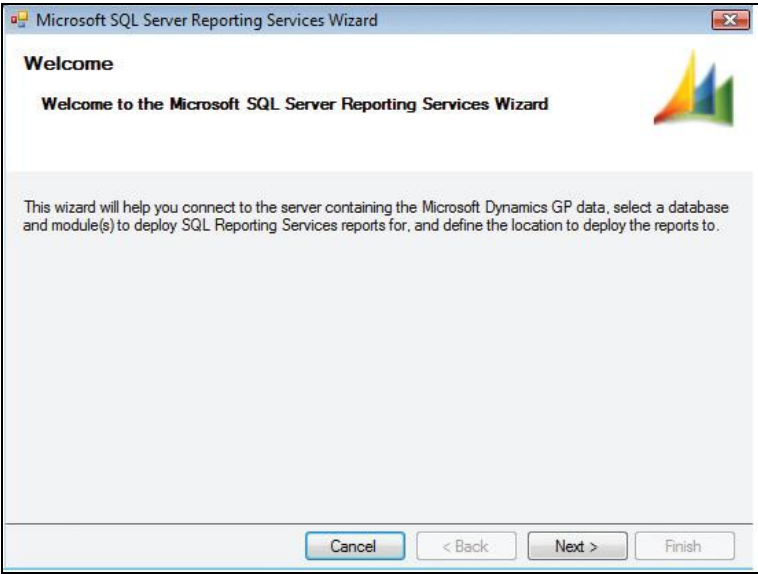 Microsoft SQL Server Reporting Services Wizard
Welcome
Welcome to the Microsoft SQL Server Reporting Services Wizard
This wizard will help you connect to the server containing the Microsoft Dynamics GP data, select a database
and module(s) to deploy SQL Reporting Services reports for, and define the location to deploy the reports to.
Cancel < Back Next > Finish